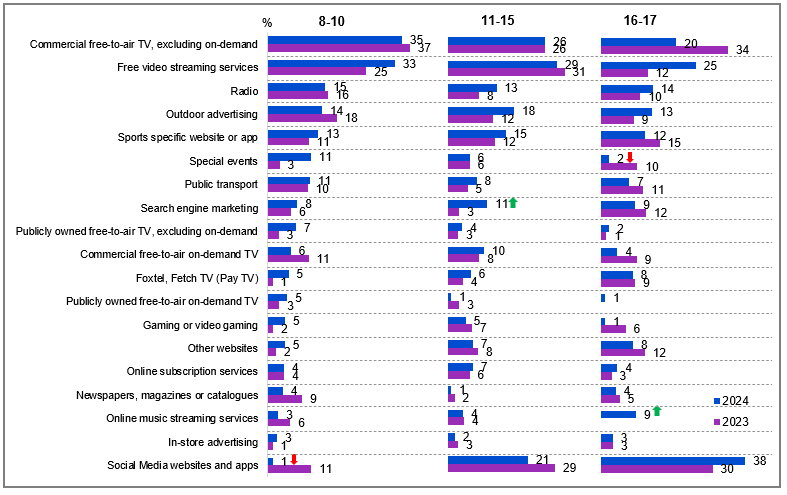 % 8-10 11-15 16-17
Commercial free-to-air TV, excluding on-demand 35 37 26 26 20 34
Free video streaming services 33 25 29 31 25 12
Radio 15 16 13 8 14 10
Outdoor advertising 14 18 18 12 13 9
Sports specific website or app 13 11 15 12 12 15
Special events 11 3 6 6 2 10
Public transport 11 10 8 5 7 11
Search engine marketing 8 6 11 3 9 12
Publicly owned free-to-air TV, excluding on-demand 7 3 4 3 2 1
Commercial free-to-air on-demand TV 6 11 10 8 4 9
Foxtel, Fetch TV (Pay TV) 5 1 6 4 8 9
Publicly owned free-to-air on-demand TV 5 3 1 3 1
Gaming or video gaming 5 2 5 7 1 6
Other websites 5 2 7 8 8 12
Online subscription services 4 4 7 6 4 3
Newspapers, magazines or catalogues 4 9 1 2 4 5
2024
Online music streaming services 3 6 4 4 9
2023
In-store advertising 3 1 2 3 3 3
Social Media websites and apps 1 11 21 29 38 30